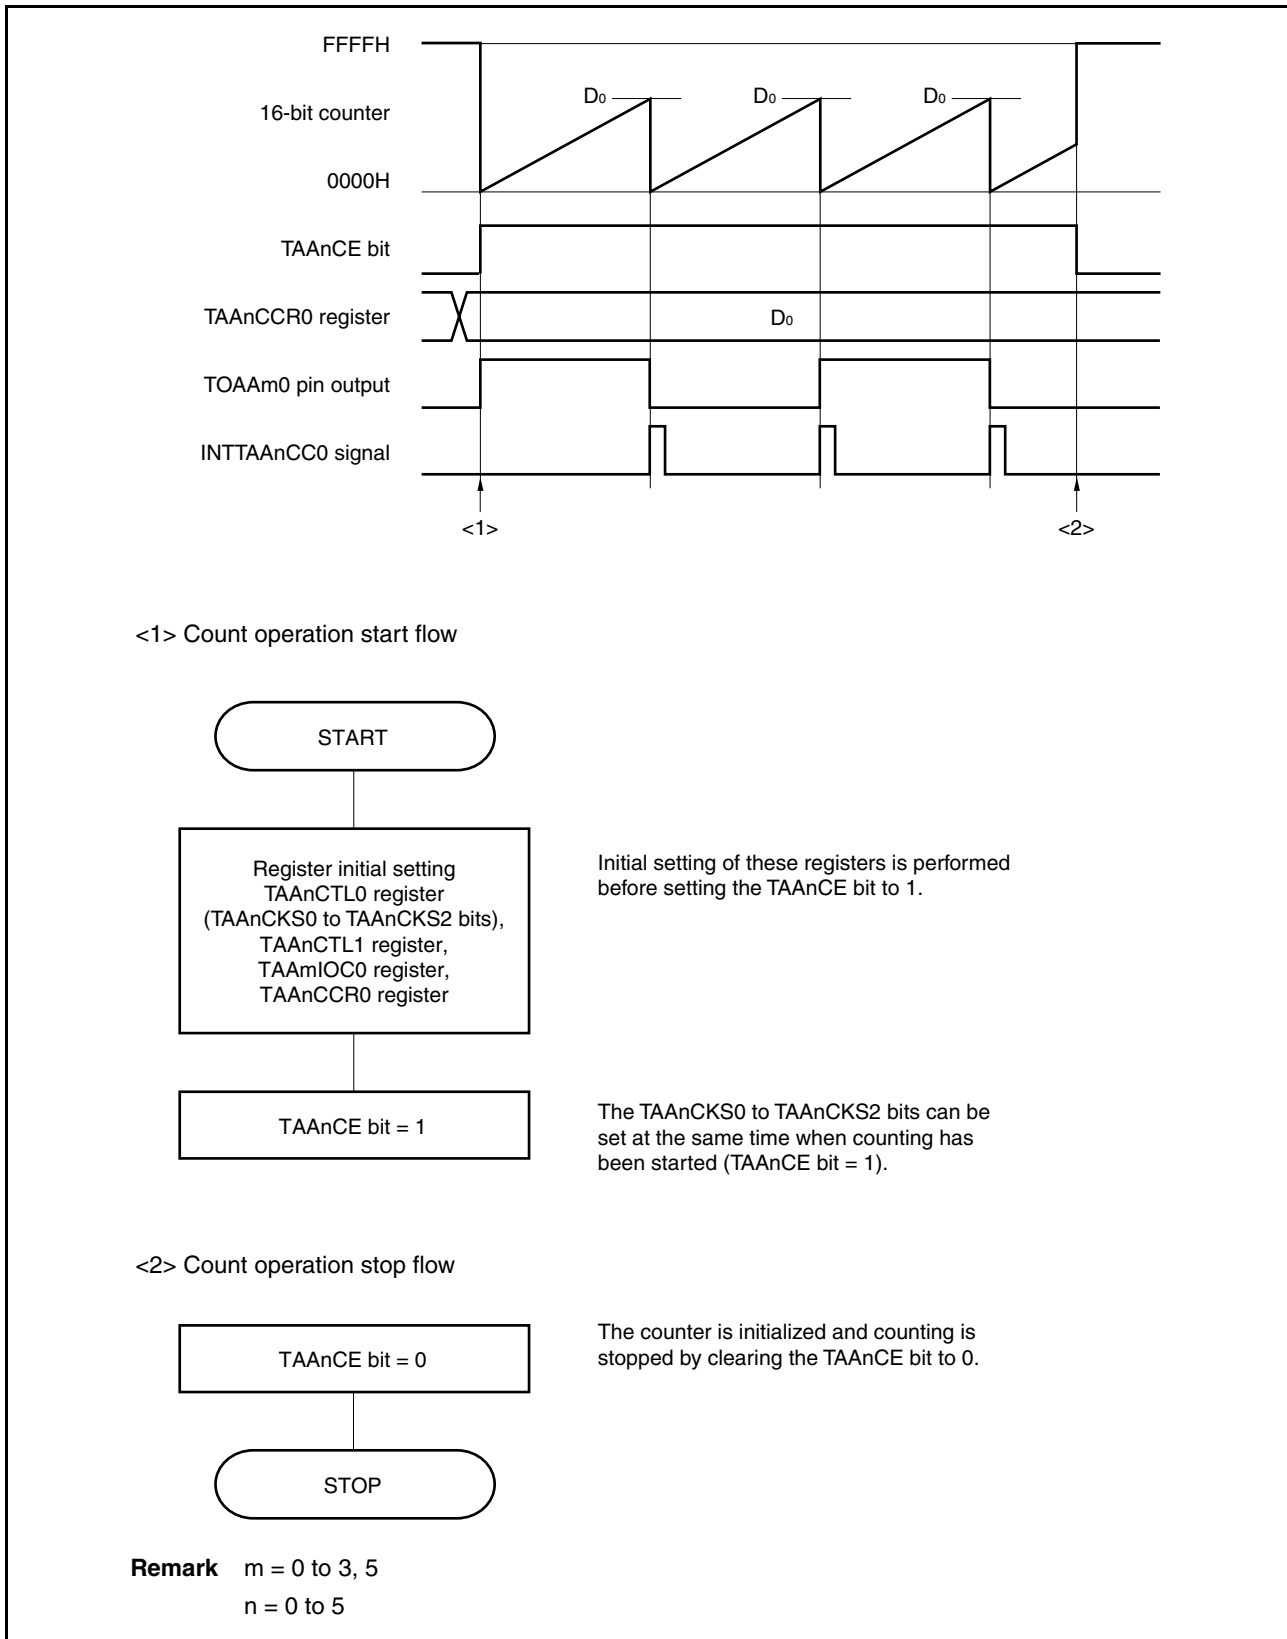 FFFFH
D0 D0 D0
16-bit counter
0000H
TAAnCE bit
TAAnCCR0 register D0
TOAAm0 pin output
INTTAAnCC0 signal
<1> <2>
<1> Count operation start flow
START
Register initial setting
TAAnCTL0 register
(TAAnCKS0 to TAAnCKS2 bits),
TAAnCTL1 register,
TAAmIOC0 register,
TAAnCCR0 register
Initial setting of these registers is performed
before setting the TAAnCE bit to 1.
TAAnCE bit = 1
The TAAnCKS0 to TAAnCKS2 bits can be
set at the same time when counting has
been started (TAAnCE bit = 1).
<2> Count operation stop flow
TAAnCE bit = 0
The counter is initialized and counting is
stopped by clearing the TAAnCE bit to 0.
STOP
Remark m = 0 to 3, 5
n = 0 to 5